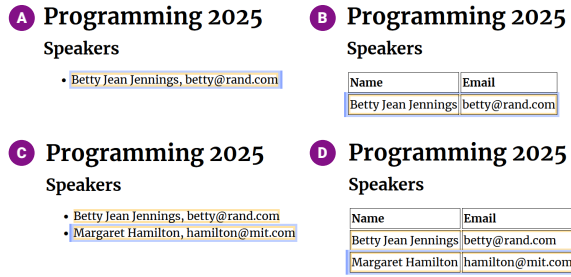 A
Programming 2025
Speakers
• Betty Jean Jennings, betty@rand.com
B
Programming 2025
Speakers
Name Email
Betty Jean Jennings betty@rand.com
C
Programming 2025
Speakers
• Betty Jean Jennings, betty@rand.com
• Margaret Hamilton, hamilton@mit.com
D
Programming 2025
Speakers
Name Email
Betty Jean Jennings betty@rand.com
Margaret Hamilton hamilton@mit.com